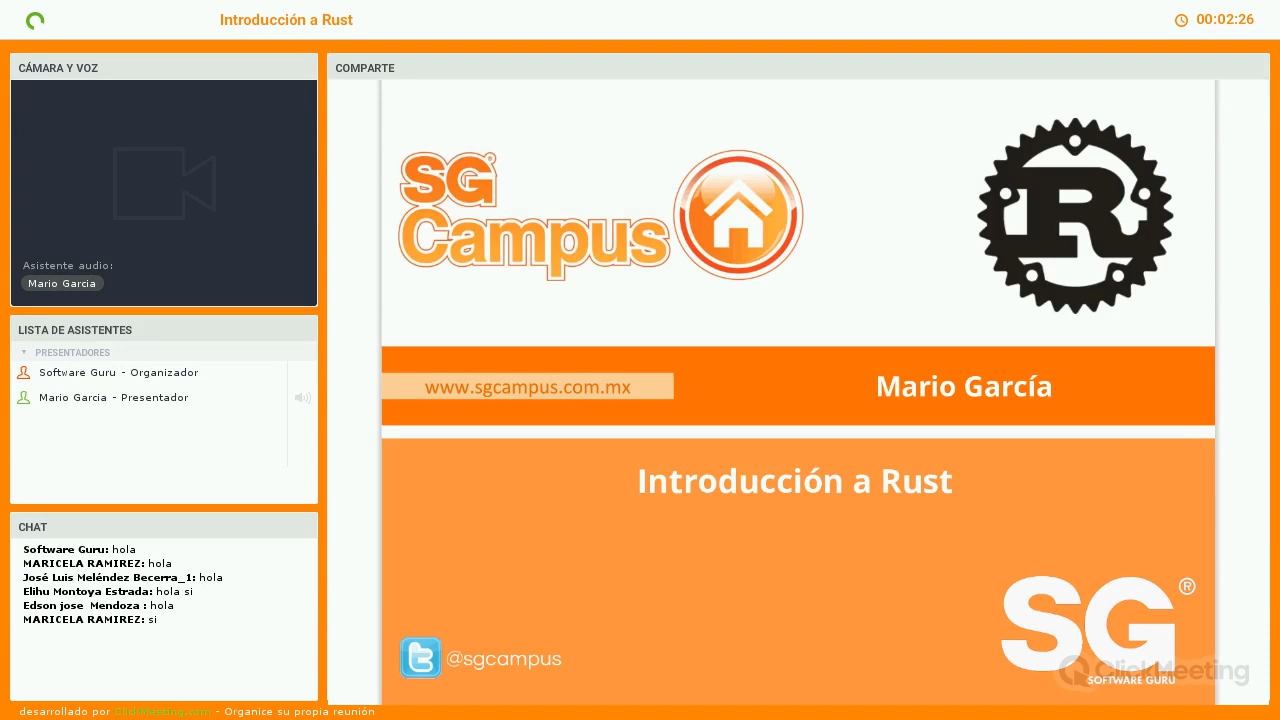 Introducción a Rust
00:02:26
CÁMARA Y VOZ
Asistente audio:
Mario Garcia
LISTA DE ASISTENTES
PRESENTADORES
Software Guru - Organizador
Mario Garcia - Presentador
CHAT
Software Guru: hola
MARICELA RAMIREZ: hola
José Luis Meléndez Becerra_1: hola
Elihu Montoya Estrada: hola si
Edson jose Mendoza : hola
MARICELA RAMIREZ: si
desarrollado por ClickMeeting.com - Organice su propia reunión
COMPARTE
SG
Campus
R
www.sgcampus.com.mx
Mario García
Introducción a Rust
@sgcampus
SG®
SOFTWARE GURU
ClickMeeting